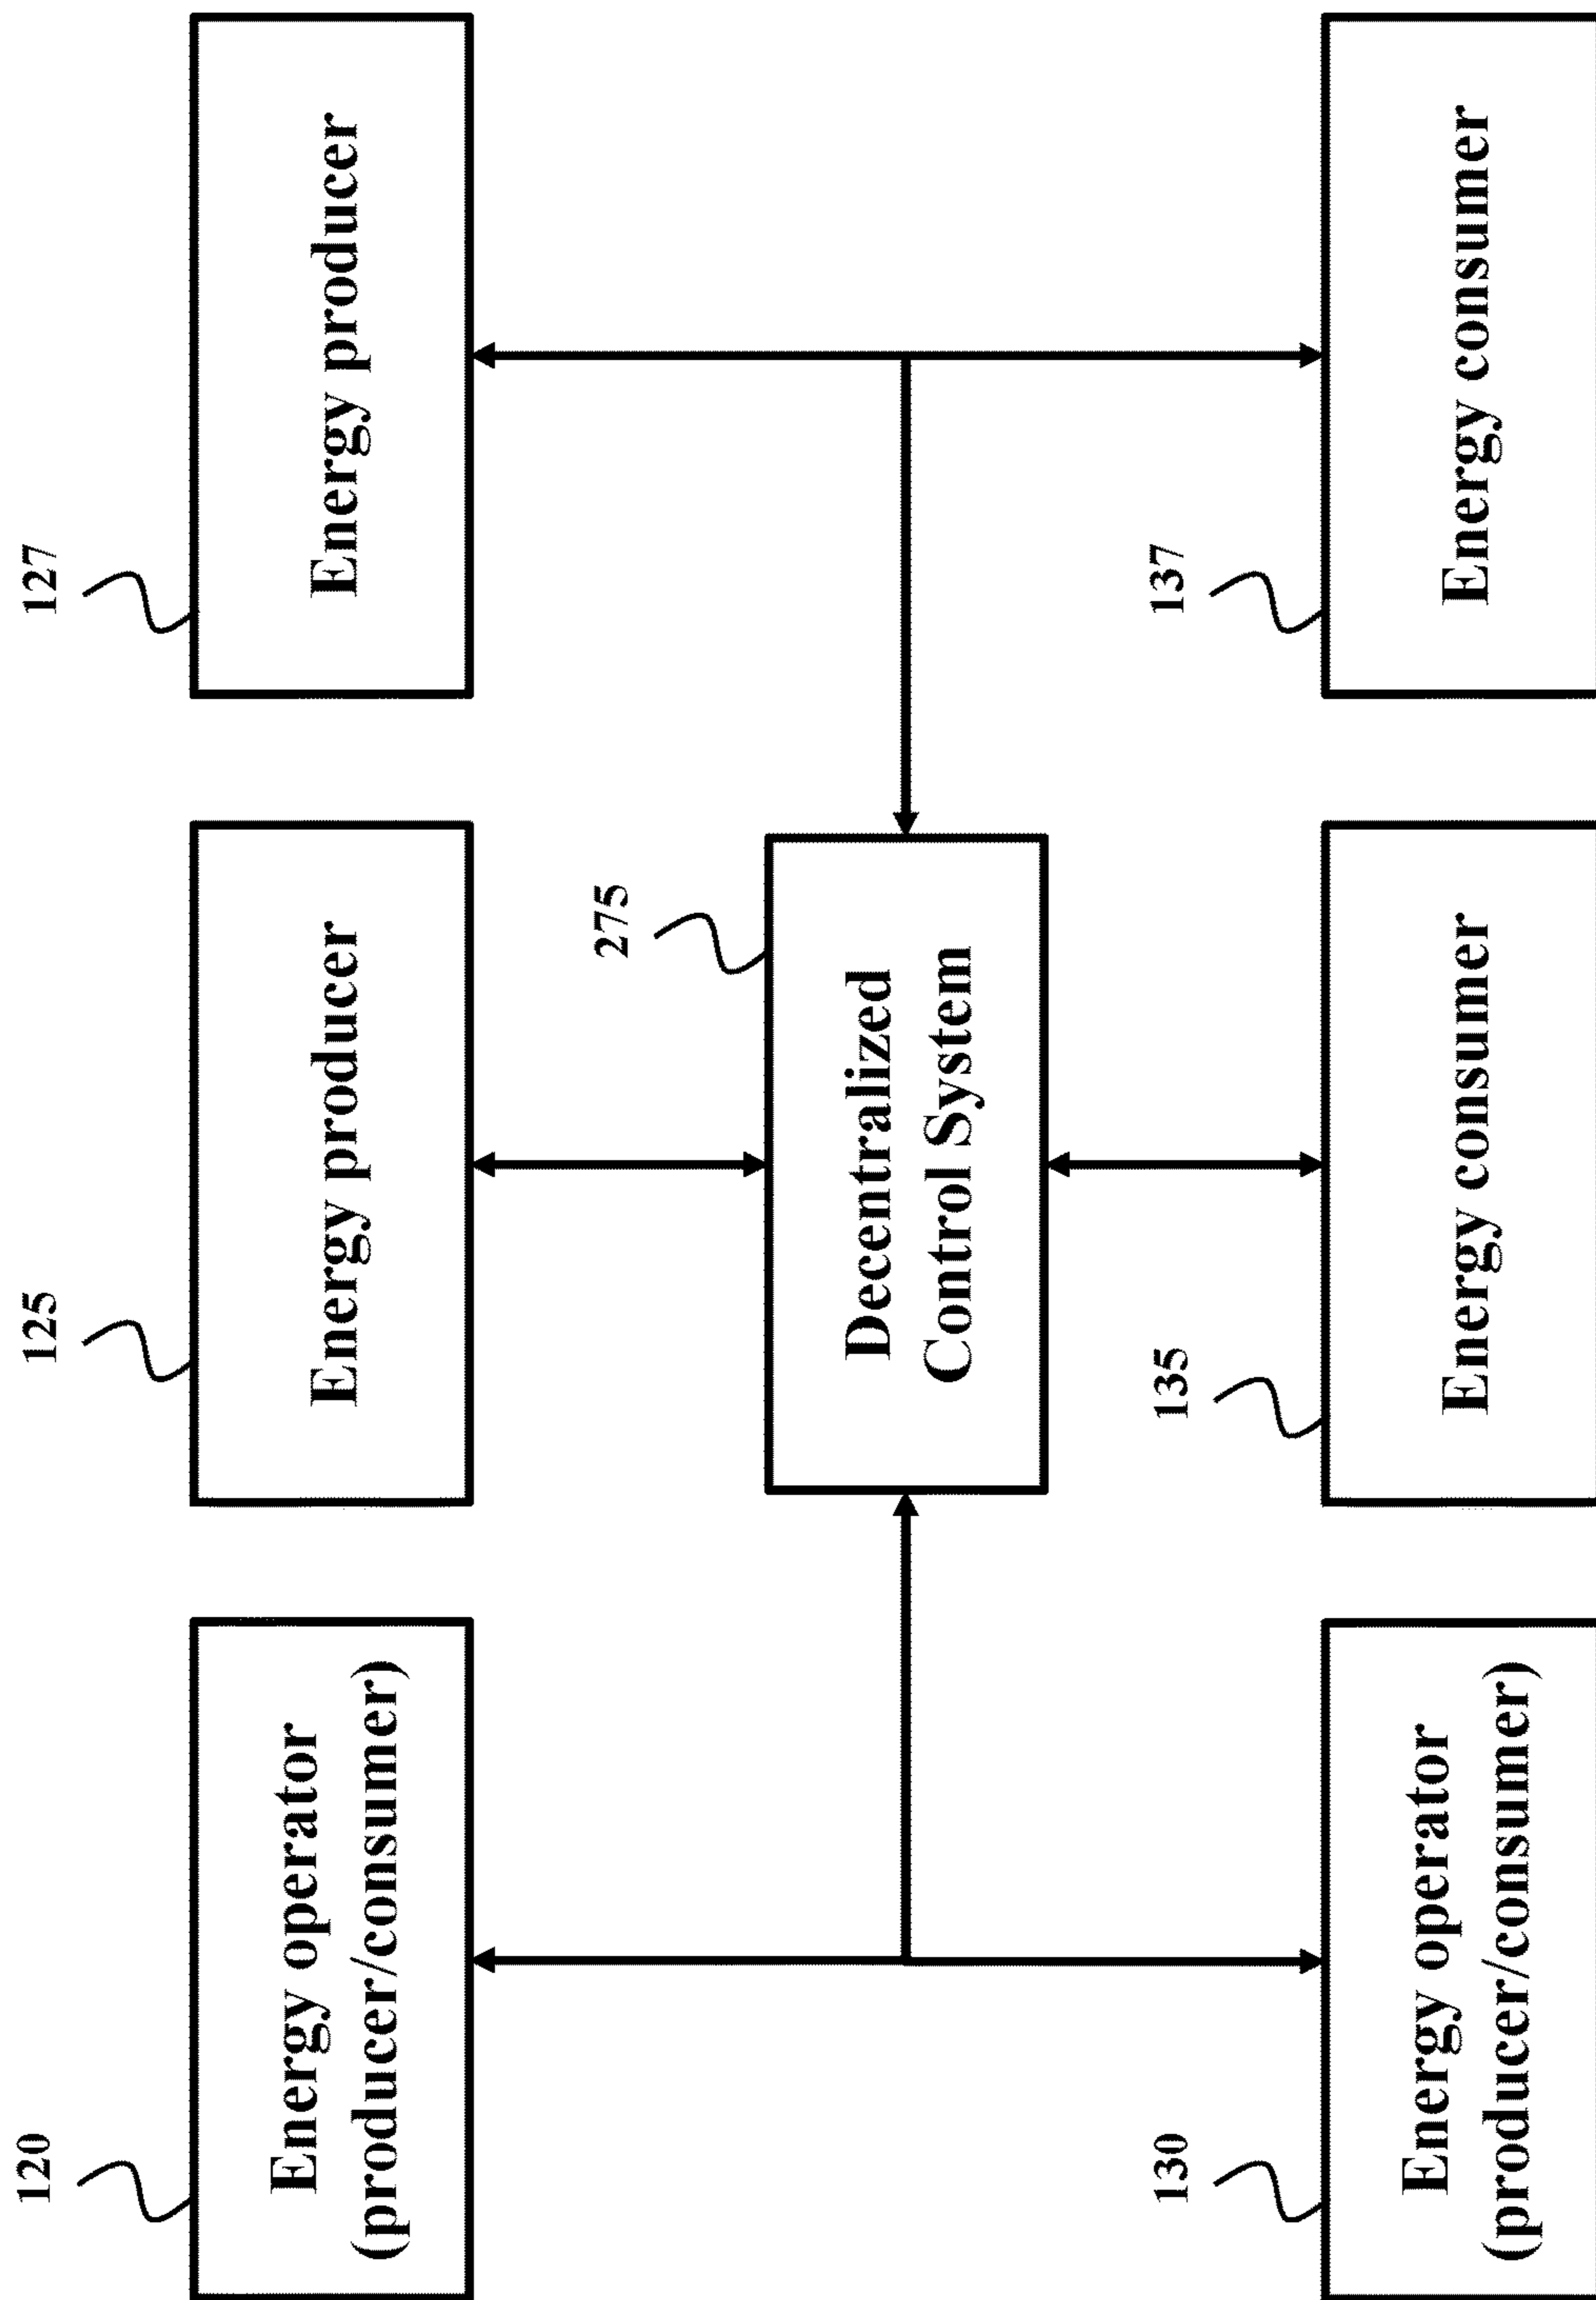 120
Energy operator
(producer/consumer)
125
Energy producer
127
Energy producer
275
Decentralized
Control System
130
Energy operator
(producer/consumer)
135
Energy consumer
137
Energy consumer